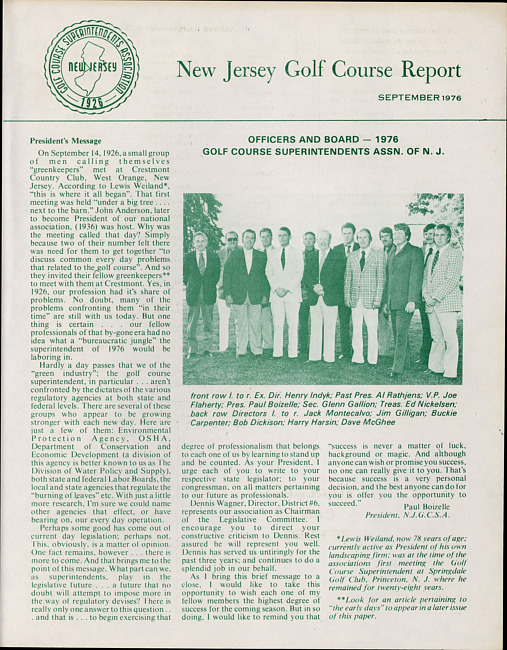 GOLF COURSE SUPERINTENDENTS ASSOCIATION
NEW JERSEY
1926
New Jersey Golf Course Report
SEPTEMBER 1976
President's Message
On September 14, 1926, a small group
of men calling themselves
"greenkeepers" met at Crestmont
Country Club, West Orange, New
Jersey. According to Lewis Weiland*,
"this is where it all began". That first
meeting was held "under a big tree . . . .
next to the barn." John Anderson, later
to become President of our national
association, (1936) was host. Why was
the meeting called that day? Simply
because two of their number felt there
was need for them to get together "to
discuss common every day problems
that related to the golf course". And so
they invited their fellow greenkeepers**
to meet with them at Crestmont. Yes, in
1926, our profession had it's share of
problems. No doubt, many of the
problems confronting them "in their
time" are still with us today. But one
thing is certain . . . . our fellow
professionals of that by-gone era had no
idea what a "bureaucratic jungle" the
superintendent of 1976 would be
laboring in.
Hardly a day passes that we of the
"green industry"; the golf course
superintendent, in particular . . . aren't
confronted by the dictates of the various
regulatory agencies at both state and
federal levels. There are several of these
groups who appear to be growing
stronger with each new day. Here are
just a few of them: Environmental
Protection Agency, OSHA,
Department of Conservation and
Economic Development (a division of
this agency is better known to us as The
Division of Water Policy and Supply),
both state and federal Labor Boards, the
local and state agencies that regulate the
"burning of leaves" etc. With just a little
more research, I'm sure we could name
other agencies that effect, or have
bearing on, our every day operation.
Perhaps some good has come out of
current day legislation; perhaps not.
This, obviously, is a matter of opinion.
One fact remains, however . . . there is
more to come. And that brings me to the
point of this message. What part can we,
as superintendents, play in the
legislative future . . . a future that no
doubt will attempt to impose more in
the way of regulatory devises? There is
really only one answer to this question . .
. and that is . . . to begin exercising that
OFFICERS AND BOARD — 1976
GOLF COURSE SUPERINTENDENTS ASSN. OF N. J.
front row l. to r. Ex. Dir. Henry Indyk; Past Pres. Al Rathjens; V.P. Joe
Flaherty; Pres. Paul Boizelle; Sec. Glenn Gallion; Treas. Ed Nickelsen;
back row Directors l. to r. Jack Montecalvo; Jim Gilligan; Buckie
Carpenter; Bob Dickison; Harry Harsin; Dave McGhee
degree of professionalism that belongs
to each one of us by learning to stand up
and be counted. As your President, I
urge each of you to write to your
respective state legislator; to your
congressman, on all matters pertaining
to our future as professionals.
Dennis Wagner, Director, District #6,
represents our association as Chairman
of the Legislative Committee. I
encourage you to direct your
constructive criticism to Dennis. Rest
assured he will represent you well.
Dennis has served us untiringly for the
past three years; and continues to do a
splendid job in our behalf.
As I bring this brief message to a
close, I would like to take this
opportunity to wish each one of my
fellow members the highest degree of
success for the coming season. But in so
doing, I would like to remind you that
"success is never a matter of luck,
background or magic. And although
anyone can wish or promise you success,
no one can really give it to you. That's
because success is a very personal
decision, and the best anyone can do for
you is offer you the opportunity to
succeed."
Paul Boizelle
President, N.J.G.C.S.A.
*Lewis Weiland, now 78 years of age;
currently active as President of his own
landscaping firm; was at the time of the
associations first meeting the Golf
Course Superintendent at Springdale
Golf Club, Princeton, N. J. where he
remained for twenty-eight years.
**Look for an article pertaining to
"the early days" to appear in a later issue
of this paper.